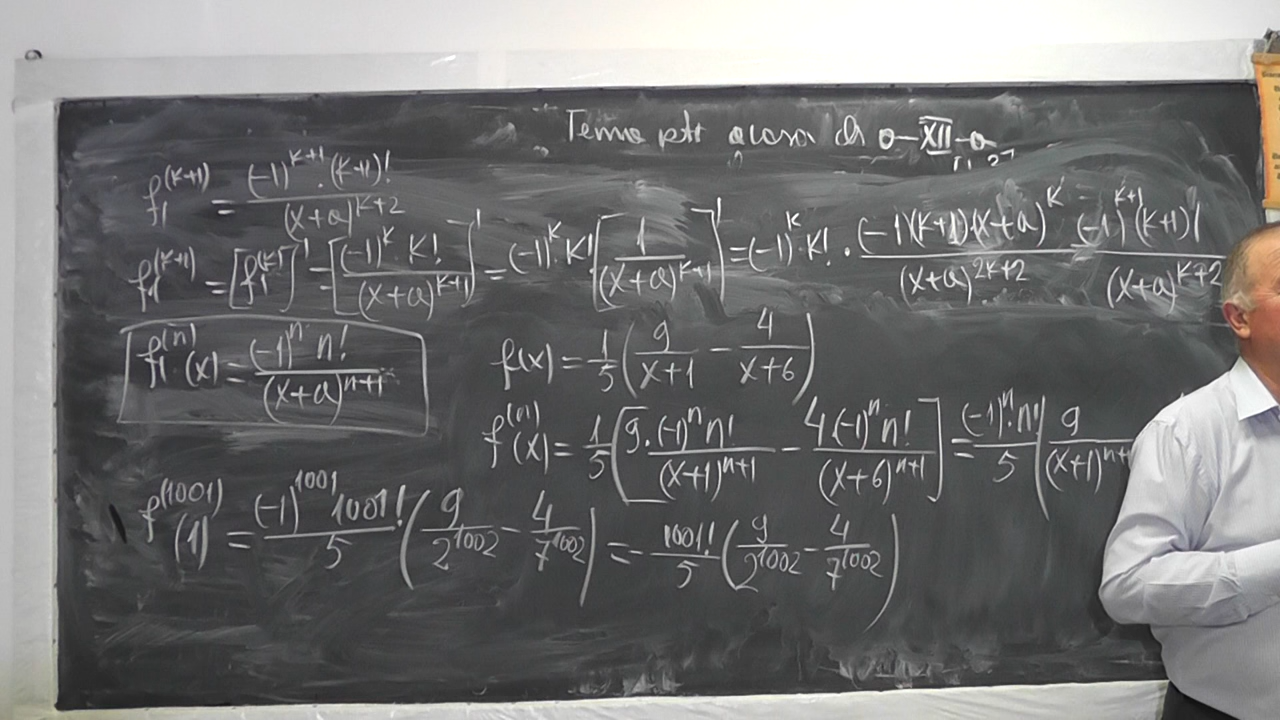 Tema ptr acasa di o-XII-a
f₁^(k+1) = (-1)^(k+1)·(k+1)! / (x+a)^(k+2)
f₁^(k+1) = [f₁^(k)]' = [(-1)^k·k! / (x+a)^(k+1)]' = (-1)^k·k! [1 / (x+a)^(k+1)]' = (-1)^k·k! · (-1)(k+1)(x+a)^k / (x+a)^(2k+2) (-1)^(k+1)(k+1)! / (x+a)^(k+2)
f₁^(n)(x) = (-1)^n·n! / (x+a)^(n+1)
f(x) = 1/5 (9/(x+1) - 4/(x+6))
f^(n)(x) = 1/5 [9·(-1)^n n! / (x+1)^(n+1) - 4·(-1)^n n! / (x+6)^(n+1)] = (-1)^n·n! / 5 (9 / (x+1)^(n+1)
f^(1001)(1) = (-1)^1001 1001! / 5 (9/2^1002 - 4/7^1002) = - 1001!/5 (9/2^1002 - 4/7^1002)